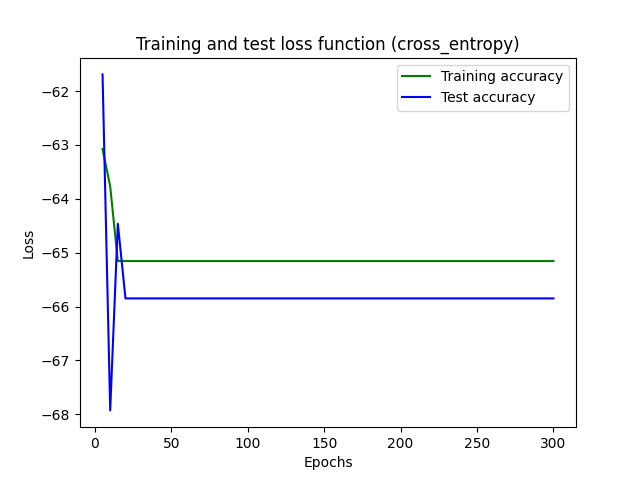 Training and test loss function (cross_entropy)
Training accuracy
Test accuracy
Loss
−62
−63
−64
−65
−66
−67
−68
0 50 100 150 200 250 300
Epochs